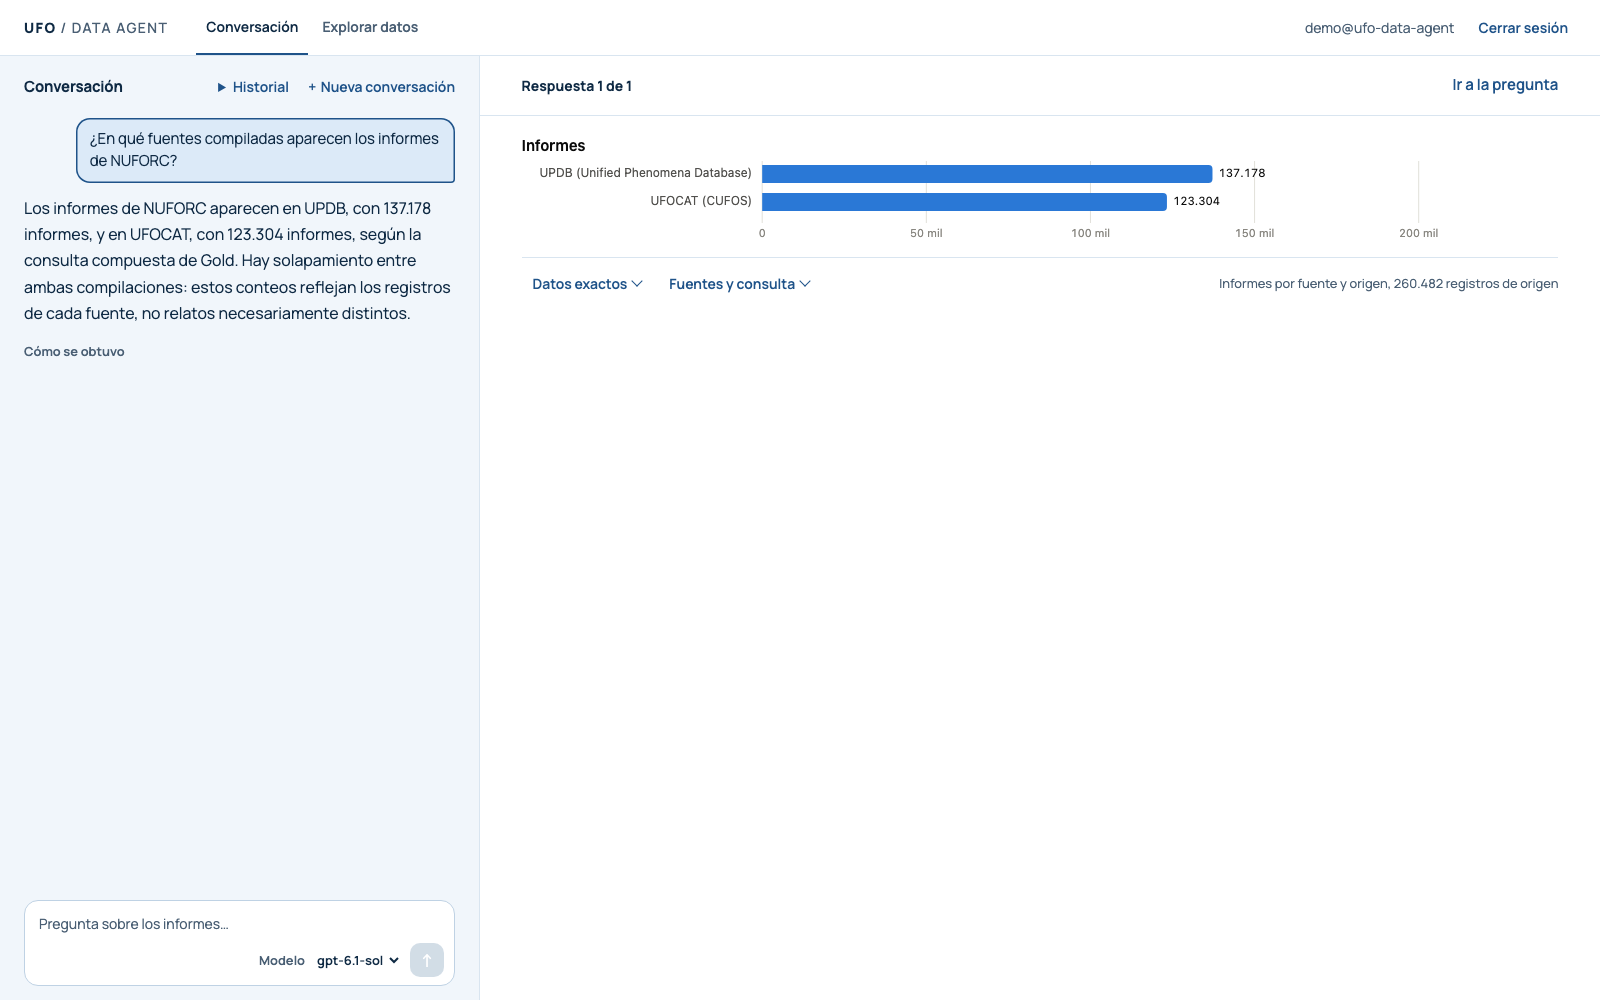 UFO / DATA AGENT
Conversación
Explorar datos
demo@ufo-data-agent
Cerrar sesión
Conversación
Historial
+ Nueva conversación
¿En qué fuentes compiladas aparecen los informes
de NUFORC?
Los informes de NUFORC aparecen en UPDB, con 137.178
informes, y en UFOCAT, con 123.304 informes, según la
consulta compuesta de Gold. Hay solapamiento entre
ambas compilaciones: estos conteos reflejan los registros
de cada fuente, no relatos necesariamente distintos.
Cómo se obtuvo
Pregunta sobre los informes…
Modelo
gpt-6.1-sol
Respuesta 1 de 1
Ir a la pregunta
Informes
UPDB (Unified Phenomena Database)
137.178
UFOCAT (CUFOS)
123.304
0
50 mil
100 mil
150 mil
200 mil
Datos exactos
Fuentes y consulta
Informes por fuente y origen, 260.482 registros de origen